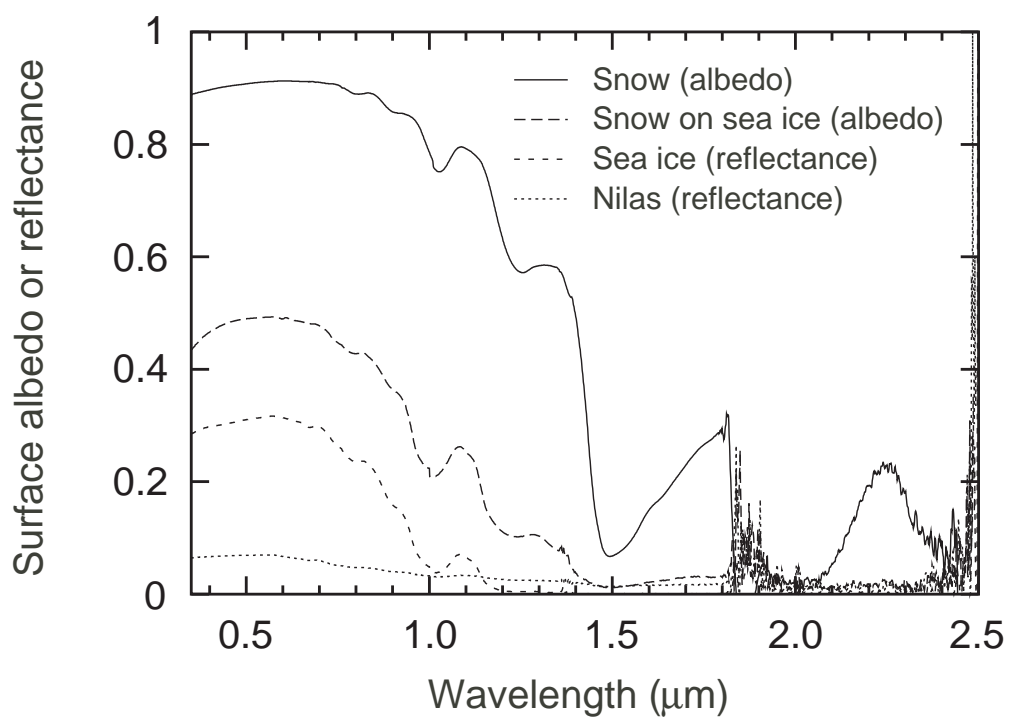 Surface albedo or reflectance
1
0.8
0.6
0.4
0.2
0
Snow (albedo)
Snow on sea ice (albedo)
Sea ice (reflectance)
Nilas (reflectance)
0.5 1.0 1.5 2.0 2.5
Wavelength (μm)